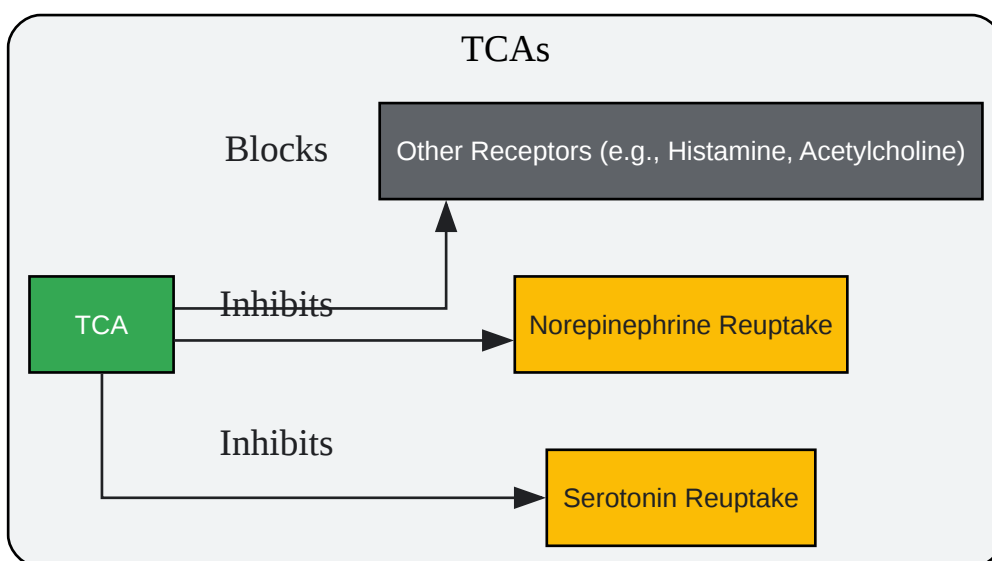 TCAs
Blocks
Other Receptors (e.g., Histamine, Acetylcholine)
Inhibits
TCA
Norepinephrine Reuptake
Inhibits
Serotonin Reuptake